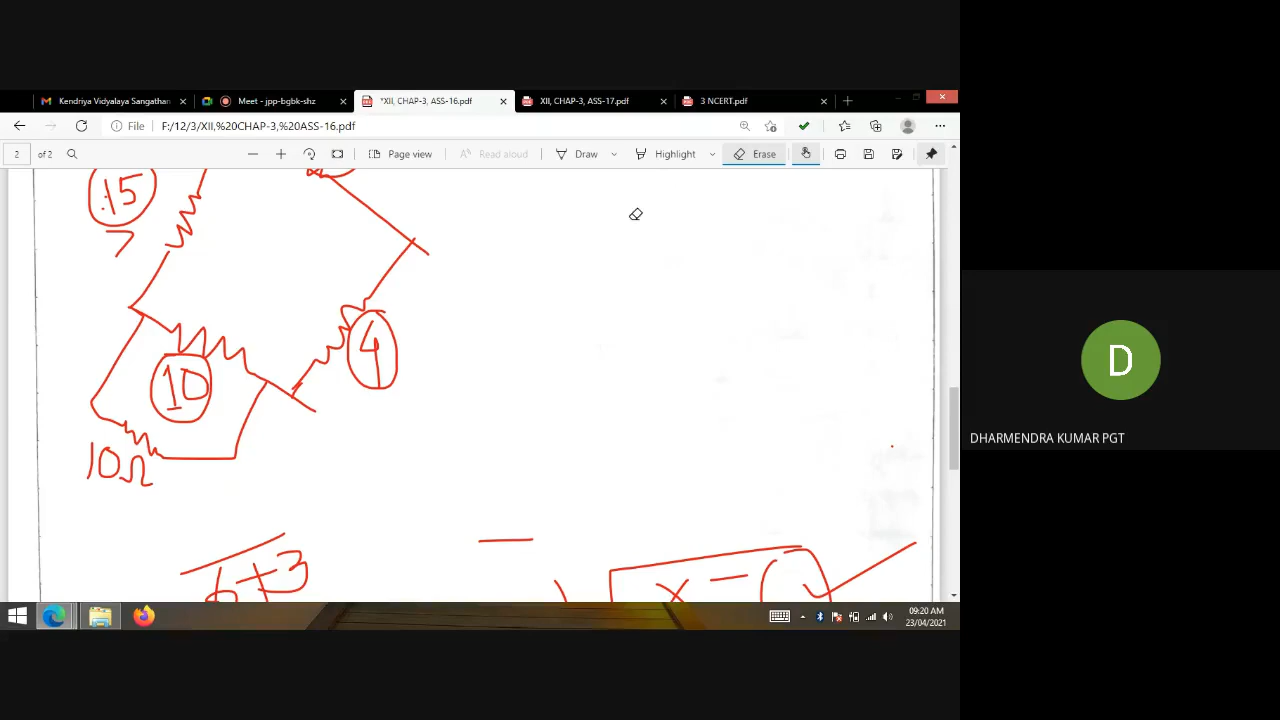 Kendriya Vidyalaya Sangathan
Meet - jpp-bgbk-shz
*XII, CHAP-3, ASS-16.pdf
XII, CHAP-3, ASS-17.pdf
3 NCERT.pdf
File
F:/12/3/XII,%20CHAP-3,%20ASS-16.pdf
2
of 2
Page view
Read aloud
Draw
Highlight
Erase
15
4
10
10Ω
6+3
x = (
D
DHARMENDRA KUMAR PGT
09:20 AM
23/04/2021